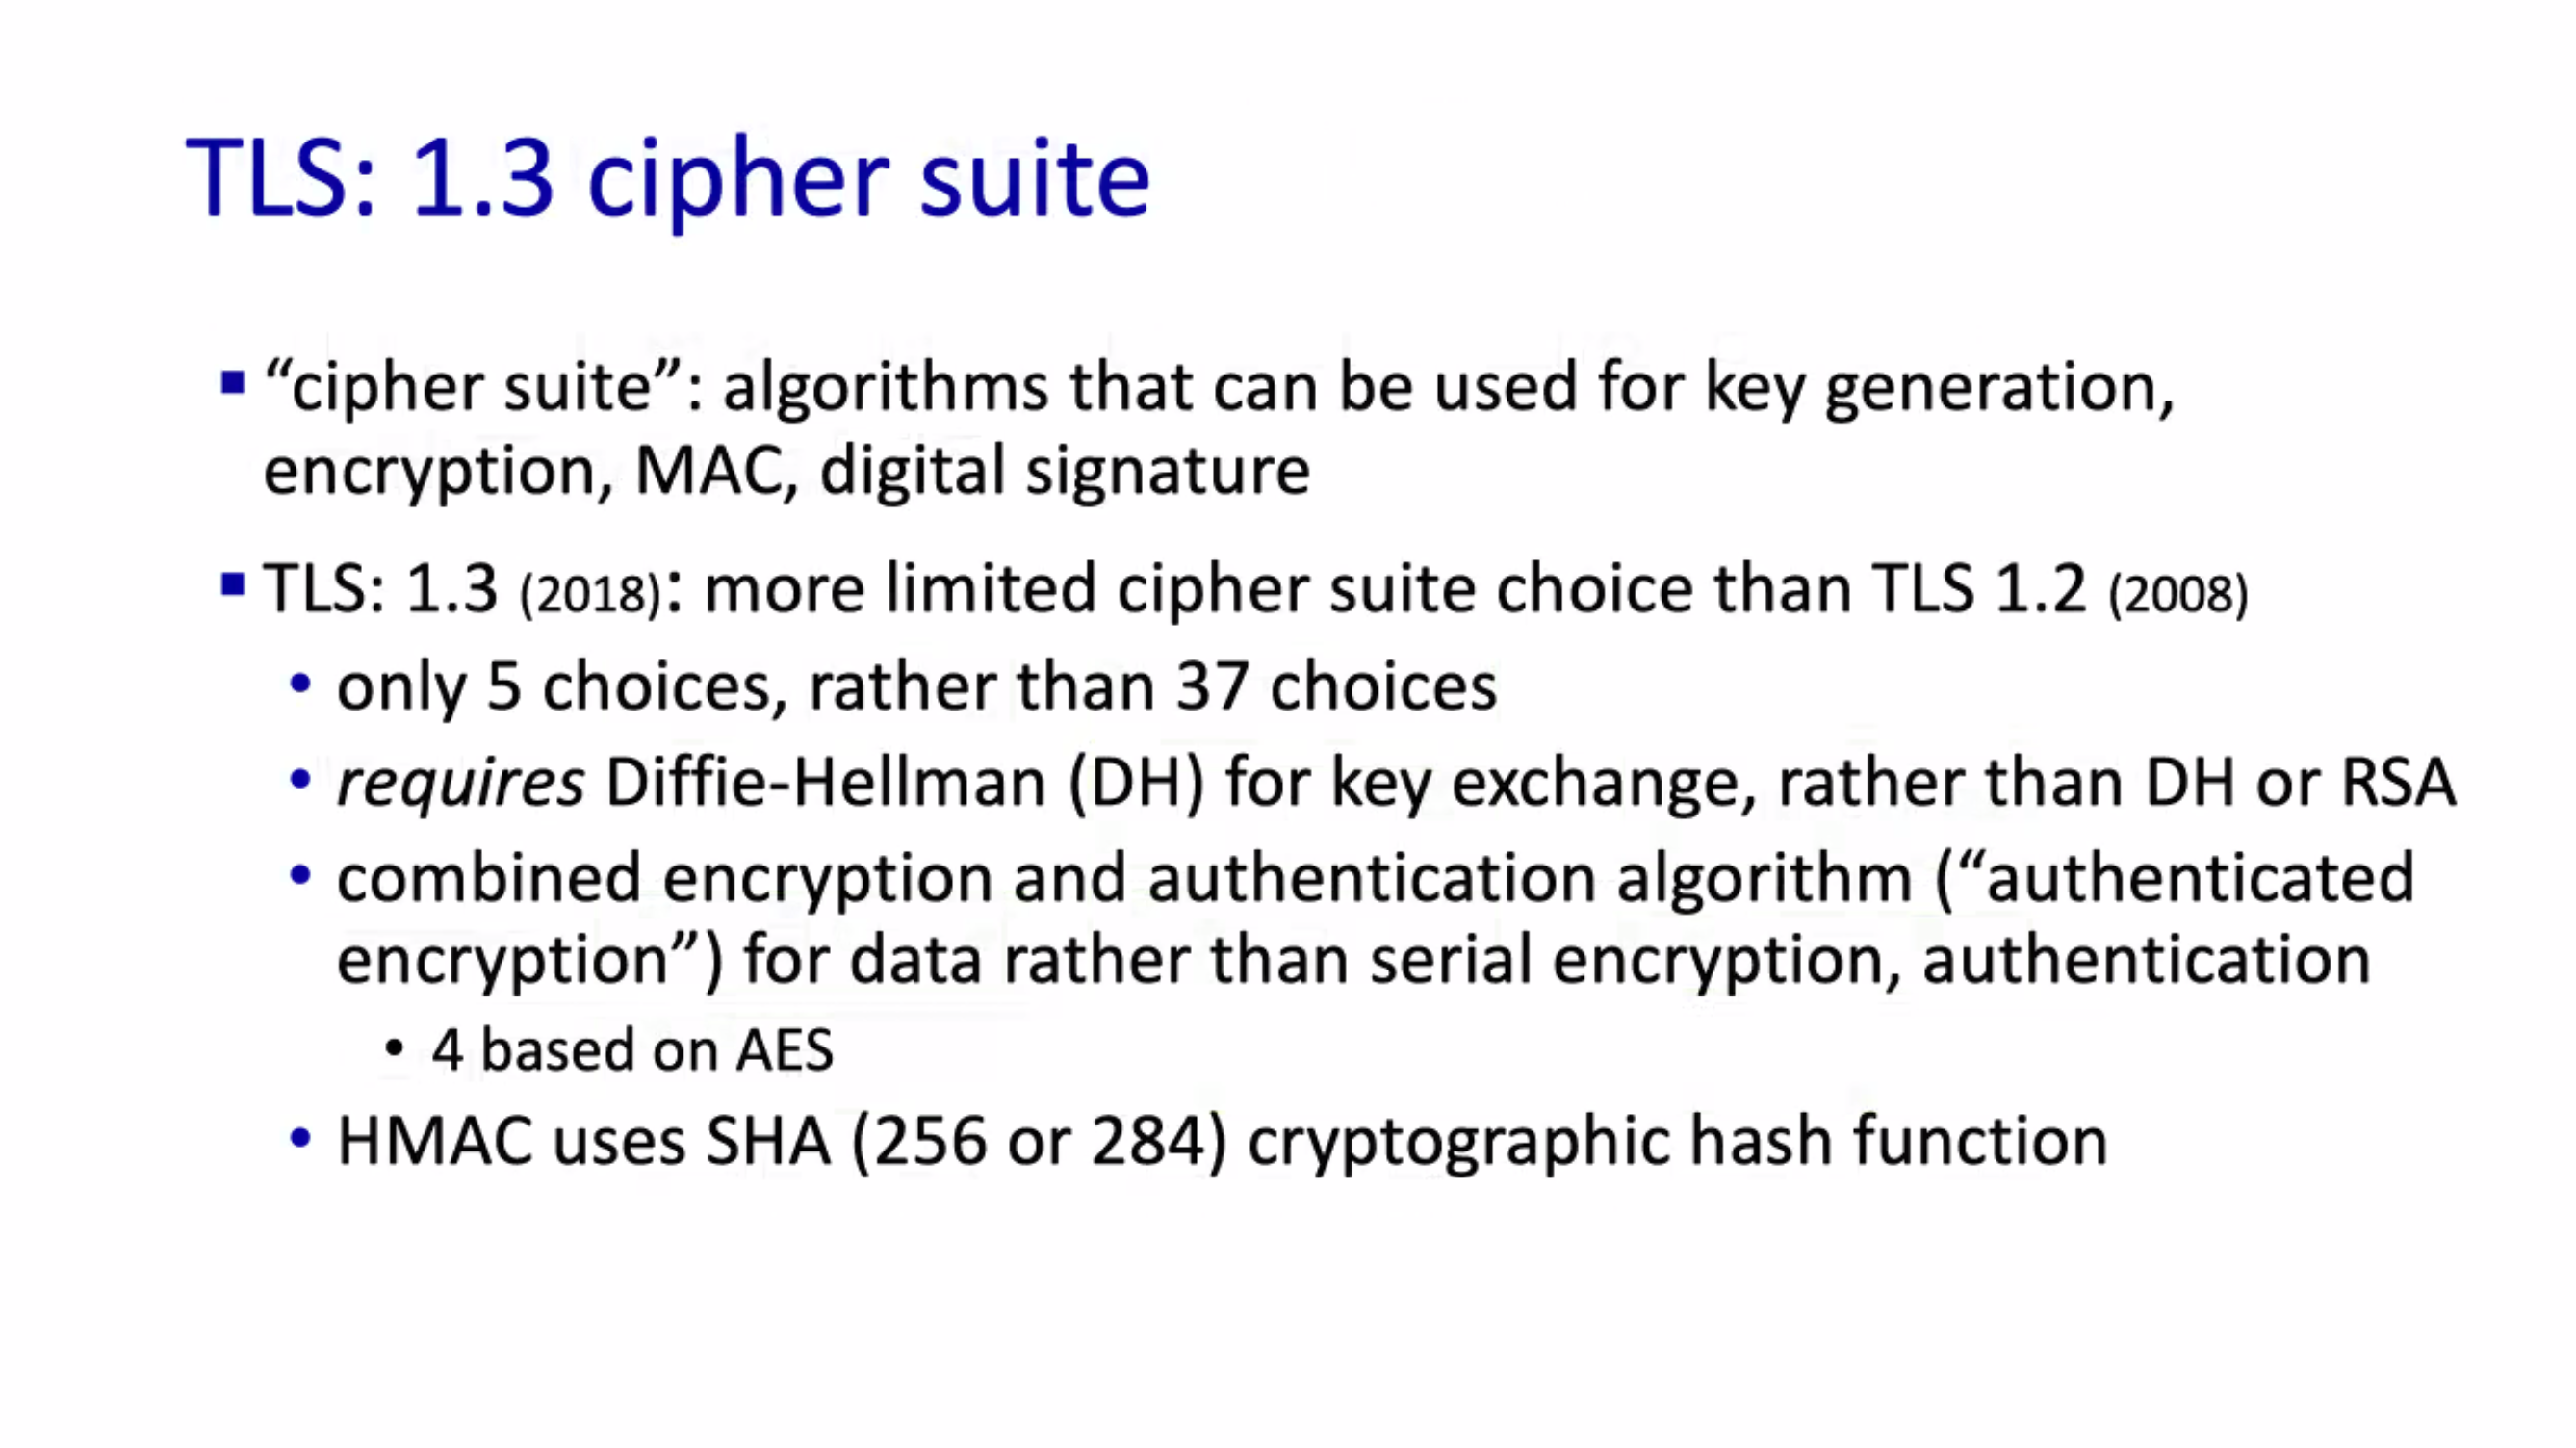 TLS: 1.3 cipher suite
▪ “cipher suite”: algorithms that can be used for key generation,
encryption, MAC, digital signature
▪ TLS: 1.3 (2018): more limited cipher suite choice than TLS 1.2 (2008)
• only 5 choices, rather than 37 choices
• requires Diffie-Hellman (DH) for key exchange, rather than DH or RSA
• combined encryption and authentication algorithm (“authenticated
encryption”) for data rather than serial encryption, authentication
• 4 based on AES
• HMAC uses SHA (256 or 284) cryptographic hash function